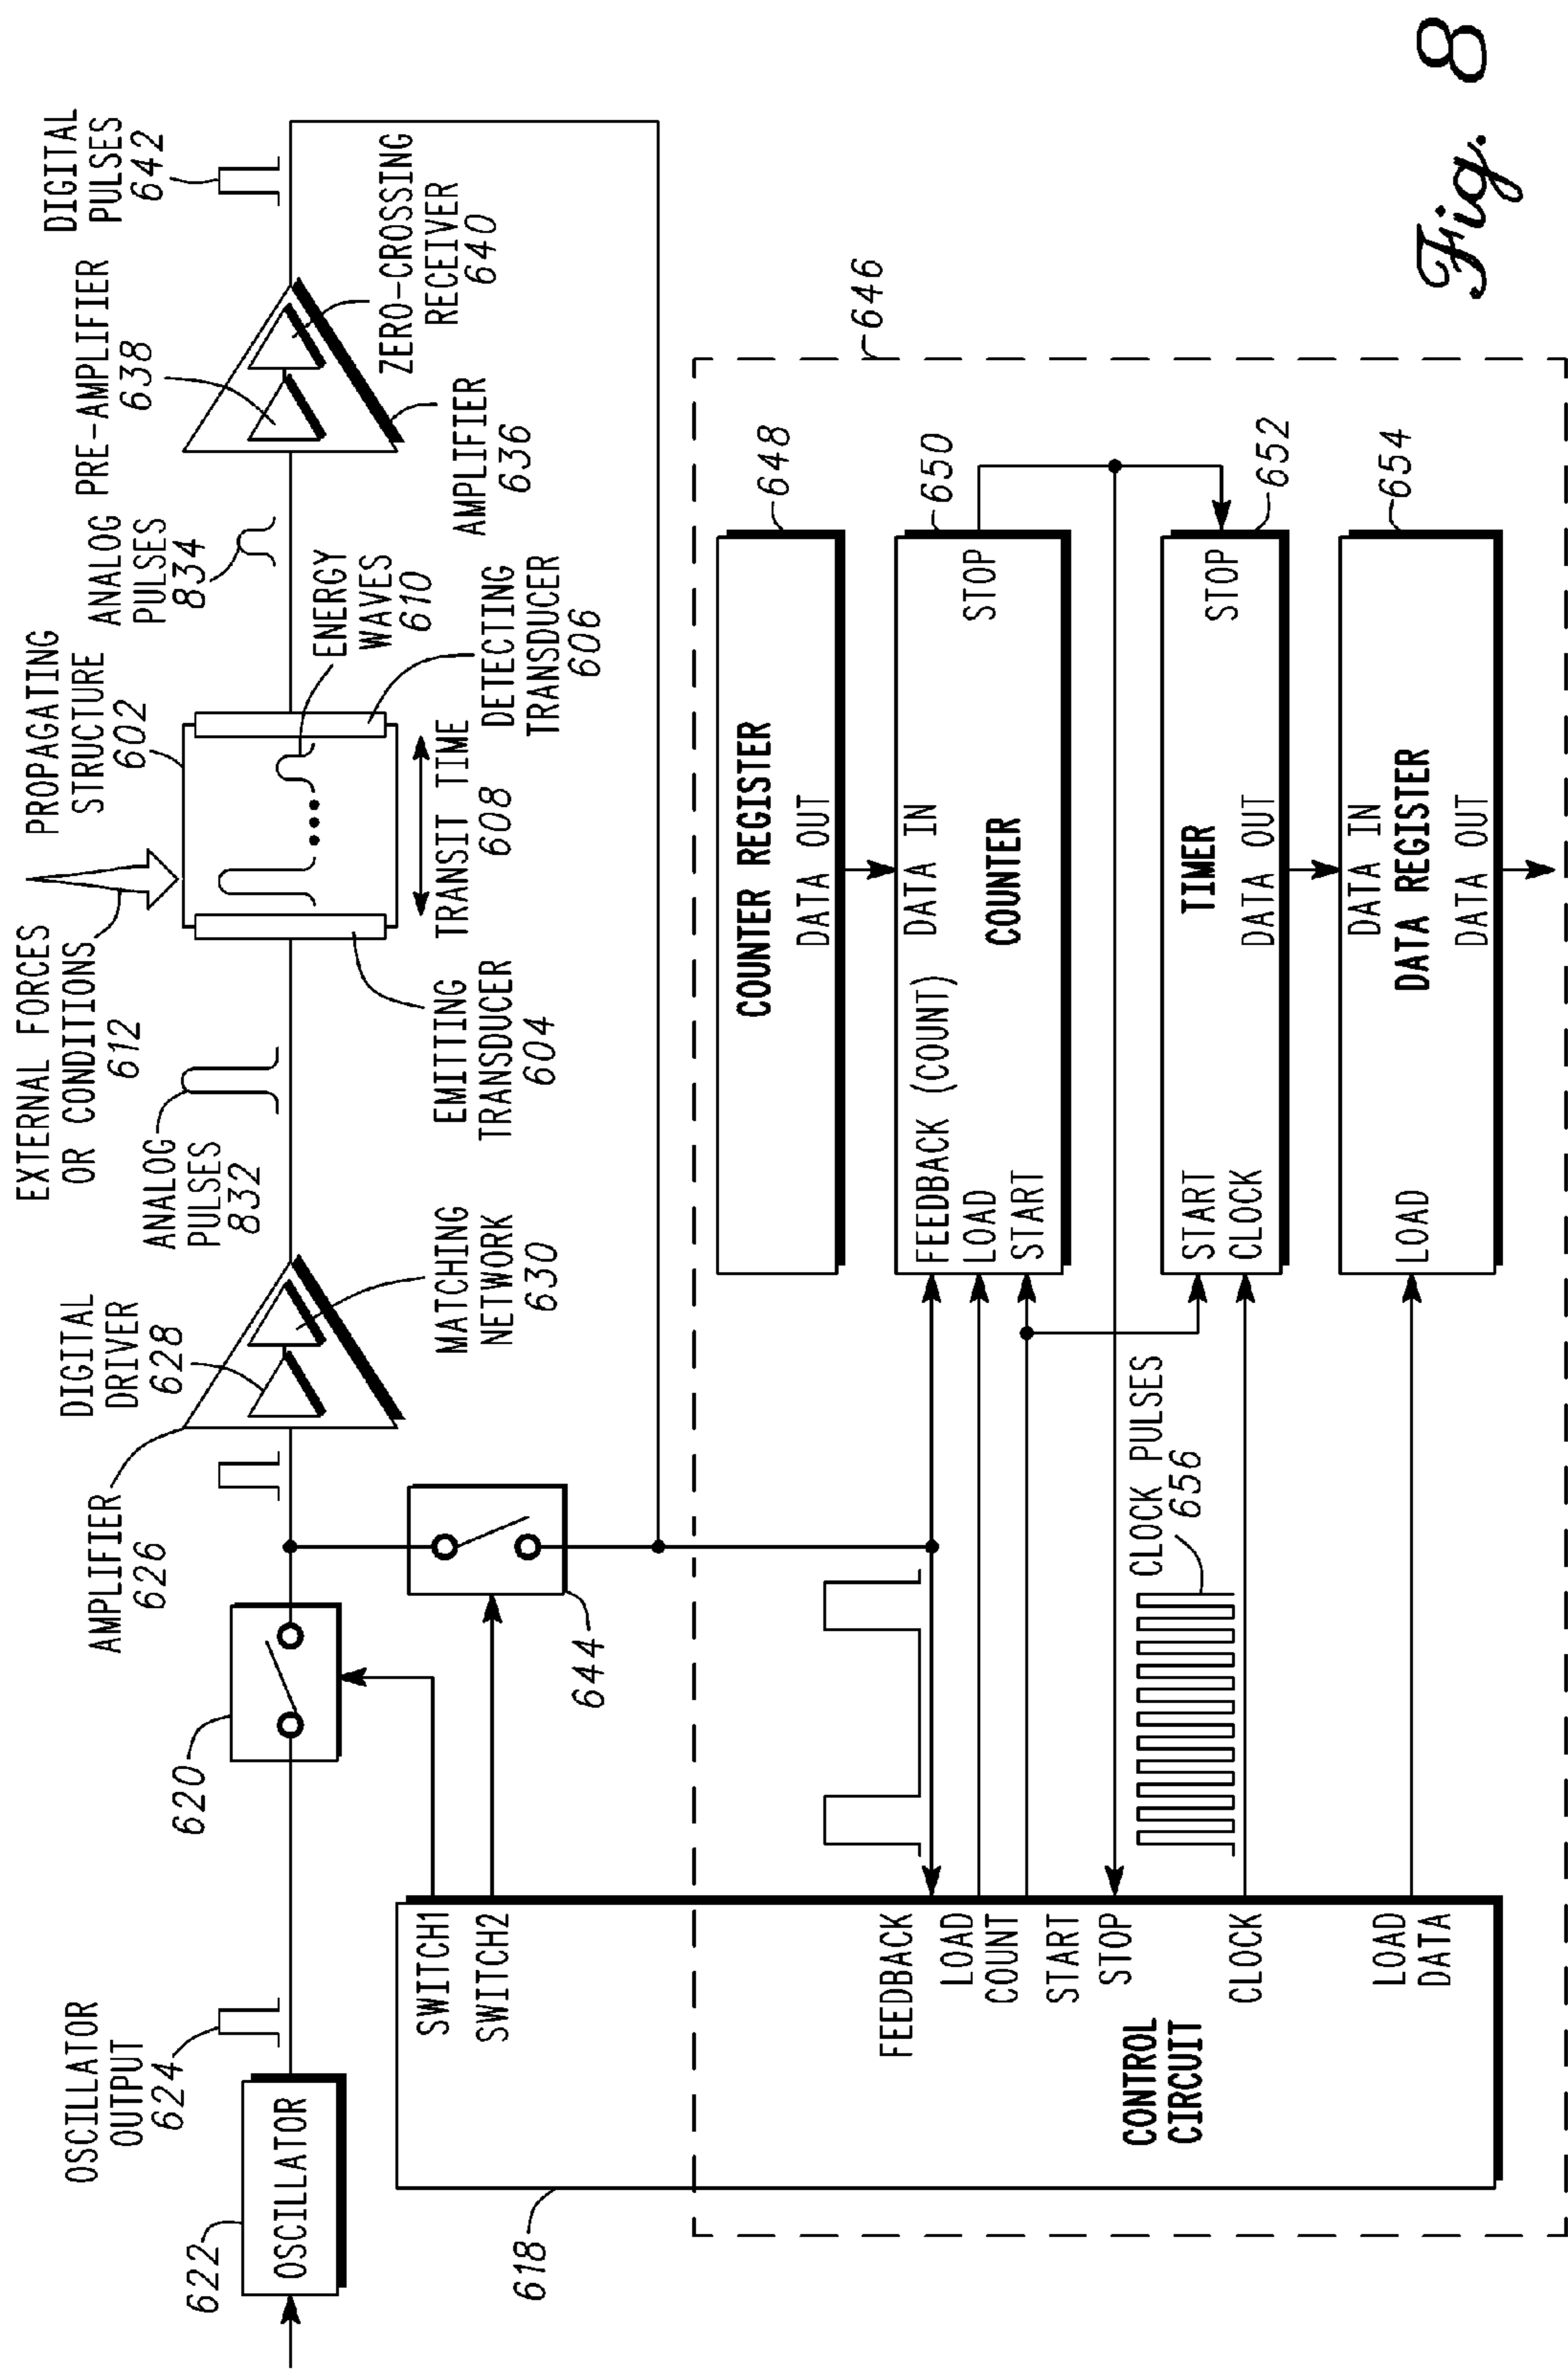 EXTERNAL FORCES
OR CONDITIONS
612
PROPAGATING
STRUCTURE
602
OSCILLATOR
OUTPUT
624
AMPLIFIER
626
DIGITAL
DRIVER
628
ANALOG
PULSES
832
ANALOG
PULSES
834
PRE-AMPLIFIER
638
DIGITAL
PULSES
642
622
OSCILLATOR
620
MATCHING
NETWORK
630
EMITTING
TRANSDUCER
604
TRANSIT TIME
608
ENERGY
WAVES
610
DETECTING
TRANSDUCER
606
AMPLIFIER
636
ZERO-CROSSING
RECEIVER
640
644
618
646
SWITCH1
SWITCH2
FEEDBACK
LOAD
COUNT
START
STOP
CLOCK
LOAD
DATA
CONTROL
CIRCUIT
COUNTER REGISTER
DATA OUT
648
FEEDBACK (COUNT)
LOAD
START
DATA IN
COUNTER
STOP
650
CLOCK PULSES
656
START
CLOCK
TIMER
DATA OUT
STOP
652
LOAD
DATA IN
DATA REGISTER
DATA OUT
654
Fig. 8